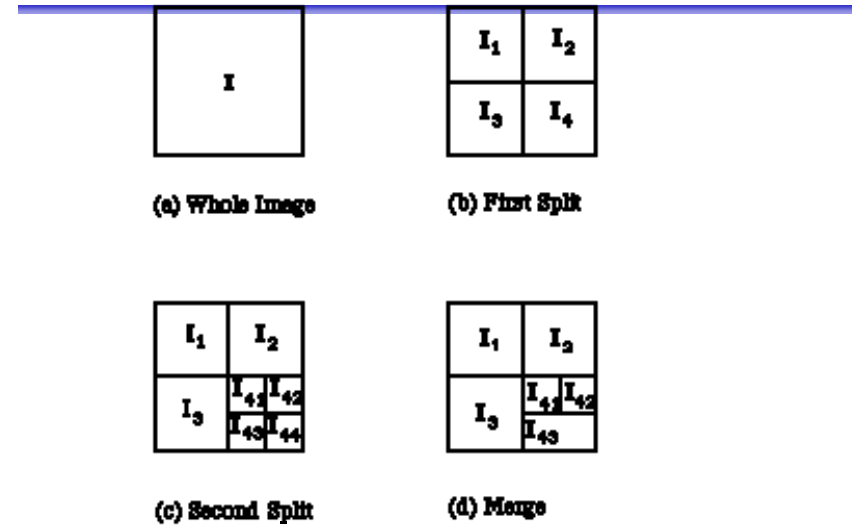 I
(a) Whole Image
I₁ I₂
I₃ I₄
(b) First Split
I₁ I₂
I₃ I₄₁ I₄₂
I₄₃ I₄₄
(c) Second Split
I₁ I₂
I₃ I₄₁ I₄₂
I₄₃
(d) Merge